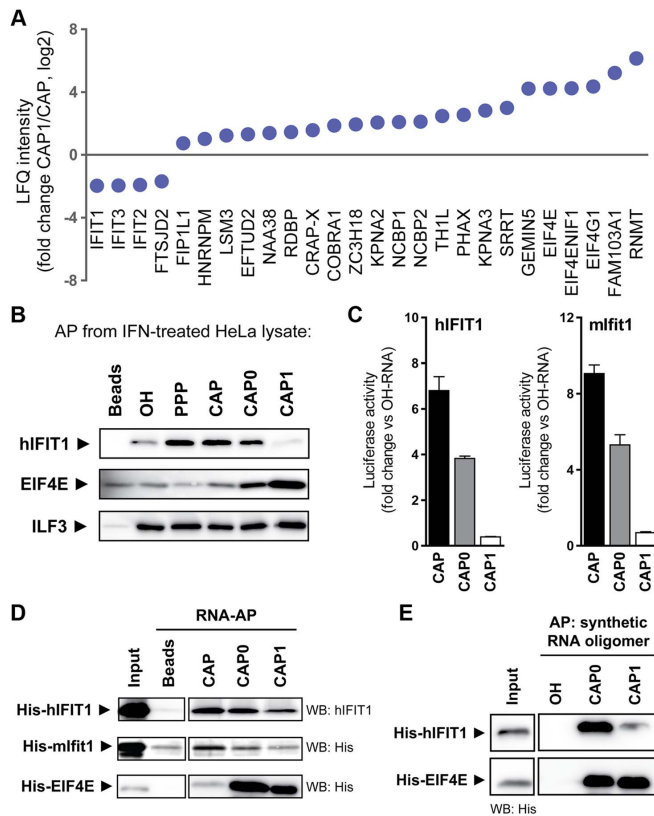 A
LFQ intensity
(fold change CAP1/CAP, log2)
8
4
0
-4
-8
IFIT1
IFIT3
IFIT2
FTSJD2
FIP1L1
HNRNPM
LSM3
EFTUD2
NAA38
RDBP
CRAP-X
COBRA1
ZC3H18
KPNA2
NCBP1
NCBP2
TH1L
PHAX
KPNA3
SRRT
GEMIN5
EIF4E
EIF4ENIF1
EIF4G1
FAM103A1
RNMT
B
AP from IFN-treated HeLa lysate:
Beads OH PPP CAP CAP0 CAP1
hIFIT1
EIF4E
ILF3
C
hIFIT1
Luciferase activity
(fold change vs OH-RNA)
8
6
4
2
0
CAP CAP0 CAP1
mIfit1
Luciferase activity
(fold change vs OH-RNA)
12
8
4
0
CAP CAP0 CAP1
D
RNA-AP
Input Beads CAP CAP0 CAP1
His-hIFIT1 WB: hIFIT1
His-mIfit1 WB: His
His-EIF4E WB: His
E
AP: synthetic
RNA oligomer
Input OH CAP0 CAP1
His-hIFIT1
His-EIF4E
WB: His